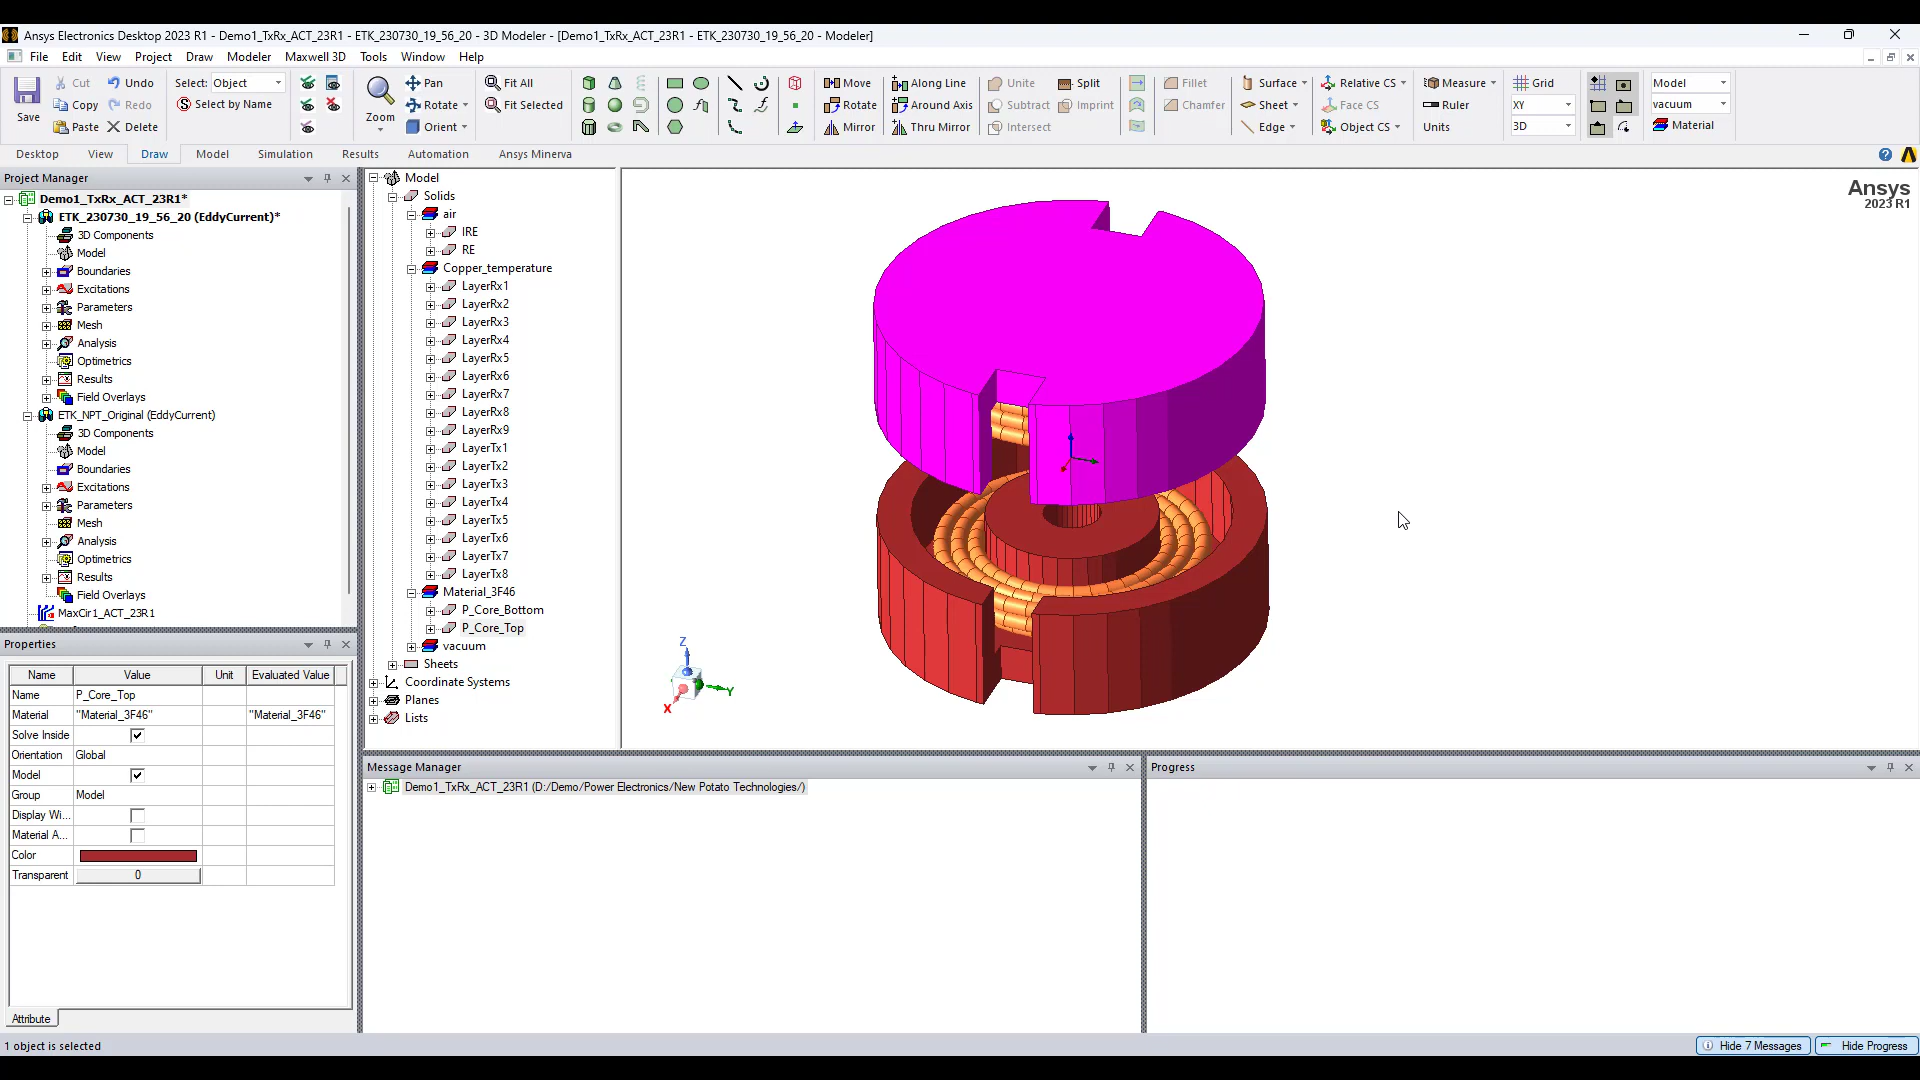 Ansys Electronics Desktop 2023 R1 - Demo1_TxRx_ACT_23R1 - ETK_230730_19_56_20 - 3D Modeler - [Demo1_TxRx_ACT_23R1 - ETK_230730_19_56_20 - Modeler]
File Edit View Project Draw Modeler Maxwell 3D Tools Window Help
Save Cut Copy Paste Undo Redo Delete
Select: Object
Select by Name
Zoom Pan Rotate Orient Fit All Fit Selected
Move Rotate Mirror Along Line Around Axis Thru Mirror
Unite Subtract Intersect Split Imprint Fillet Chamfer
Surface Sheet Edge Relative CS Face CS Object CS
Measure Ruler Units Grid XY 3D Model vacuum Material
Desktop View Draw Model Simulation Results Automation Ansys Minerva
Project Manager
Demo1_TxRx_ACT_23R1*
ETK_230730_19_56_20 (EddyCurrent)*
3D Components
Model
Boundaries
Excitations
Parameters
Mesh
Analysis
Optimetrics
Results
Field Overlays
ETK_NPT_Original (EddyCurrent)
3D Components
Model
Boundaries
Excitations
Parameters
Mesh
Analysis
Optimetrics
Results
Field Overlays
MaxCir1_ACT_23R1
Model
Solids
air
IRE
RE
Copper_temperature
LayerRx1
LayerRx2
LayerRx3
LayerRx4
LayerRx5
LayerRx6
LayerRx7
LayerRx8
LayerRx9
LayerTx1
LayerTx2
LayerTx3
LayerTx4
LayerTx5
LayerTx6
LayerTx7
LayerTx8
Material_3F46
P_Core_Bottom
P_Core_Top
vacuum
Sheets
Coordinate Systems
Planes
Lists
Ansys
2023 R1
Z
Y
X
Properties
Name Value Unit Evaluated Value
Name P_Core_Top
Material "Material_3F46" "Material_3F46"
Solve Inside
Orientation Global
Model
Group Model
Display Wi...
Material A...
Color
Transparent 0
Attribute
Message Manager
Demo1_TxRx_ACT_23R1 (D:/Demo/Power Electronics/New Potato Technologies/)
Progress
1 object is selected
Hide 7 Messages Hide Progress